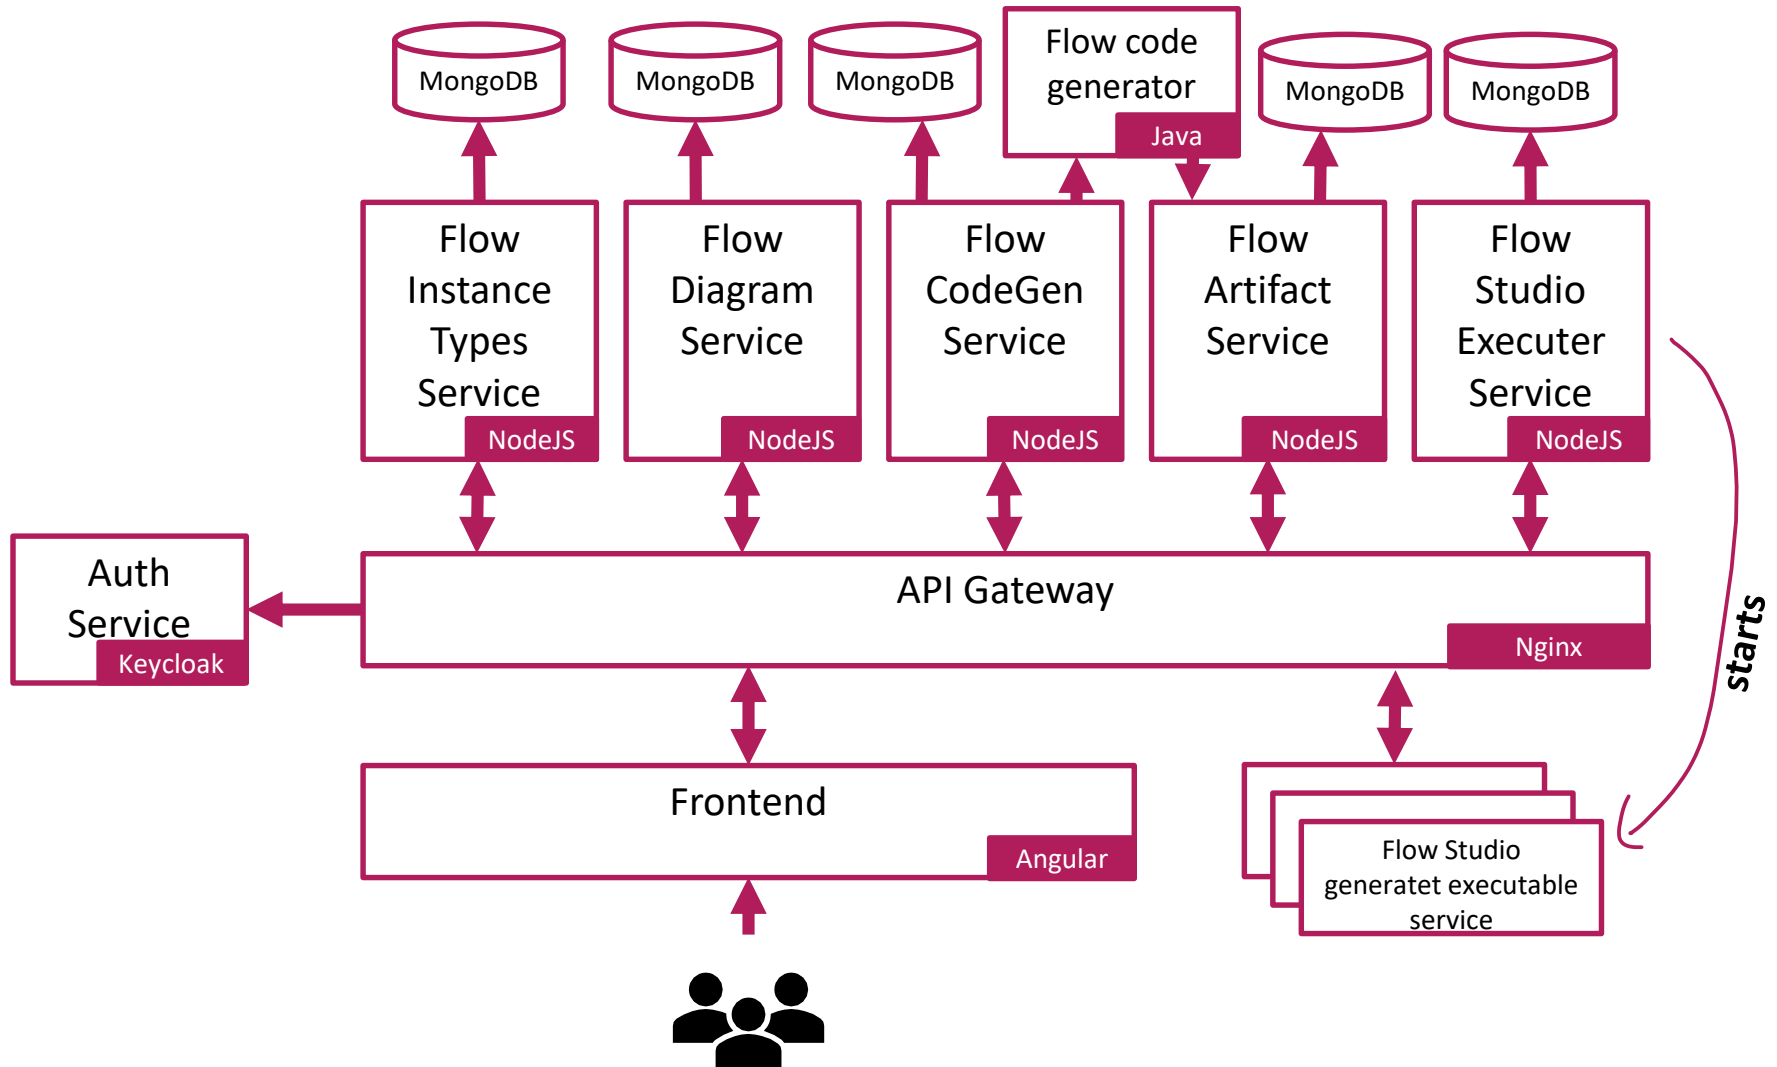 MongoDB
MongoDB
MongoDB
Flow code
generator
Java
MongoDB
MongoDB
Flow
Instance
Types
Service
NodeJS
Flow
Diagram
Service
NodeJS
Flow
CodeGen
Service
NodeJS
Flow
Artifact
Service
NodeJS
Flow
Studio
Executer
Service
NodeJS
Auth
Service
Keycloak
API Gateway
Nginx
starts
Frontend
Angular
Flow Studio
generatet executable
service